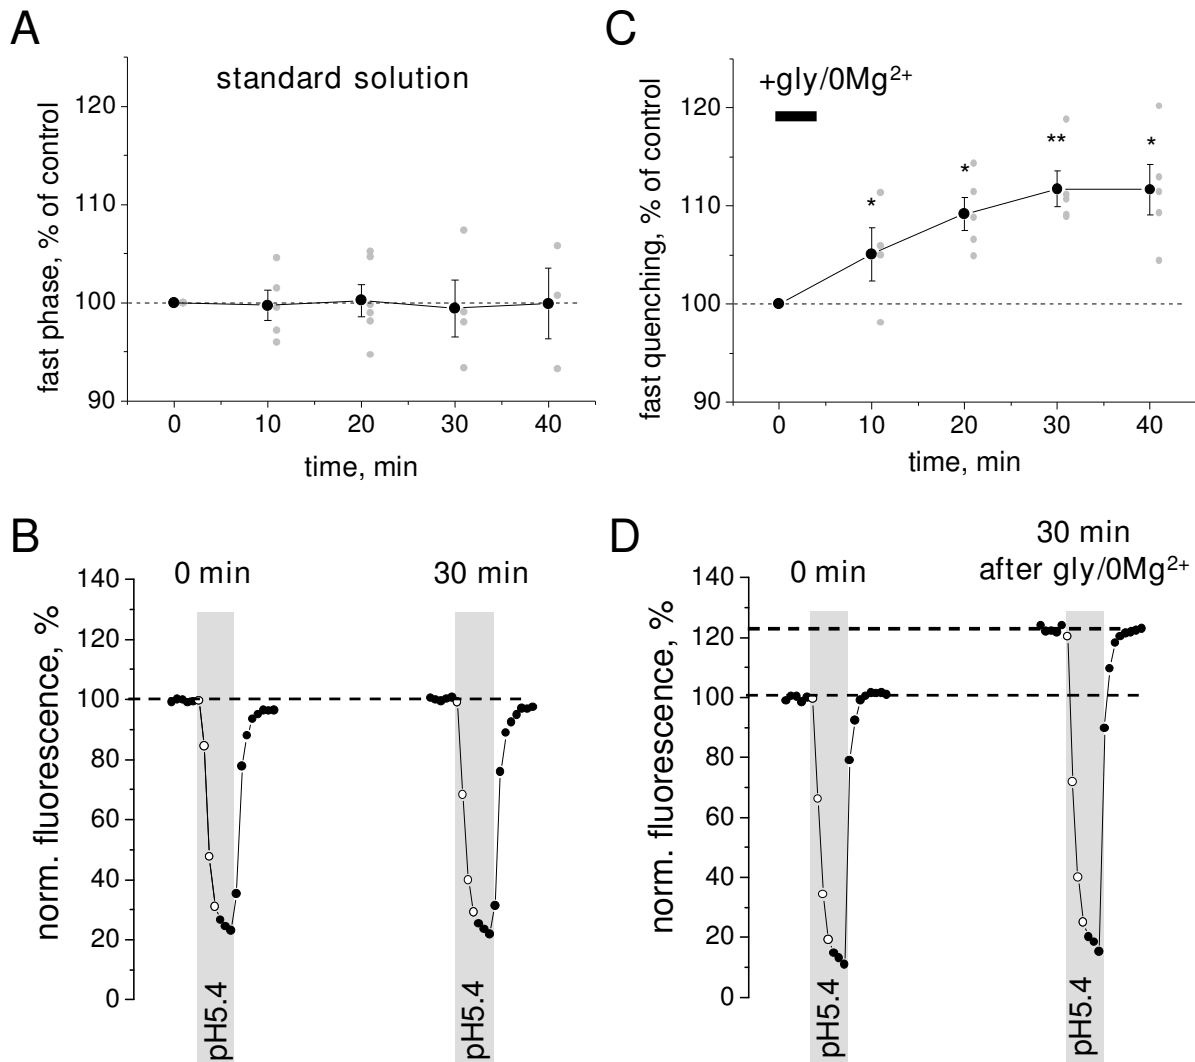 A
standard solution
fast phase, % of control
120
110
100
90
0 10 20 30 40
time, min
C
+gly/0Mg²⁺
fast quenching, % of control
120
110
100
90
* * ** *
0 10 20 30 40
time, min
B
0 min 30 min
norm. fluorescence, %
140
120
100
80
60
40
20
0
pH5.4 pH5.4
D
0 min
30 min
after gly/0Mg²⁺
norm. fluorescence, %
140
120
100
80
60
40
20
0
pH5.4 pH5.4